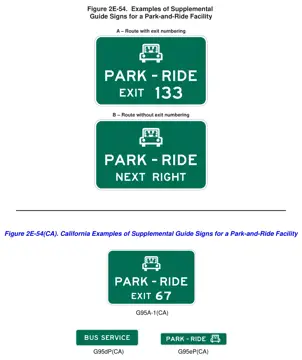 Figure 2E-54. Examples of Supplemental
Guide Signs for a Park-and-Ride Facility
A – Route with exit numbering
PARK - RIDE
EXIT 133
B – Route without exit numbering
PARK - RIDE
NEXT RIGHT
Figure 2E-54(CA). California Examples of Supplemental Guide Signs for a Park-and-Ride Facility
PARK - RIDE
EXIT 67
G95A-1(CA)
BUS SERVICE
PARK - RIDE
G95dP(CA)
G95eP(CA)